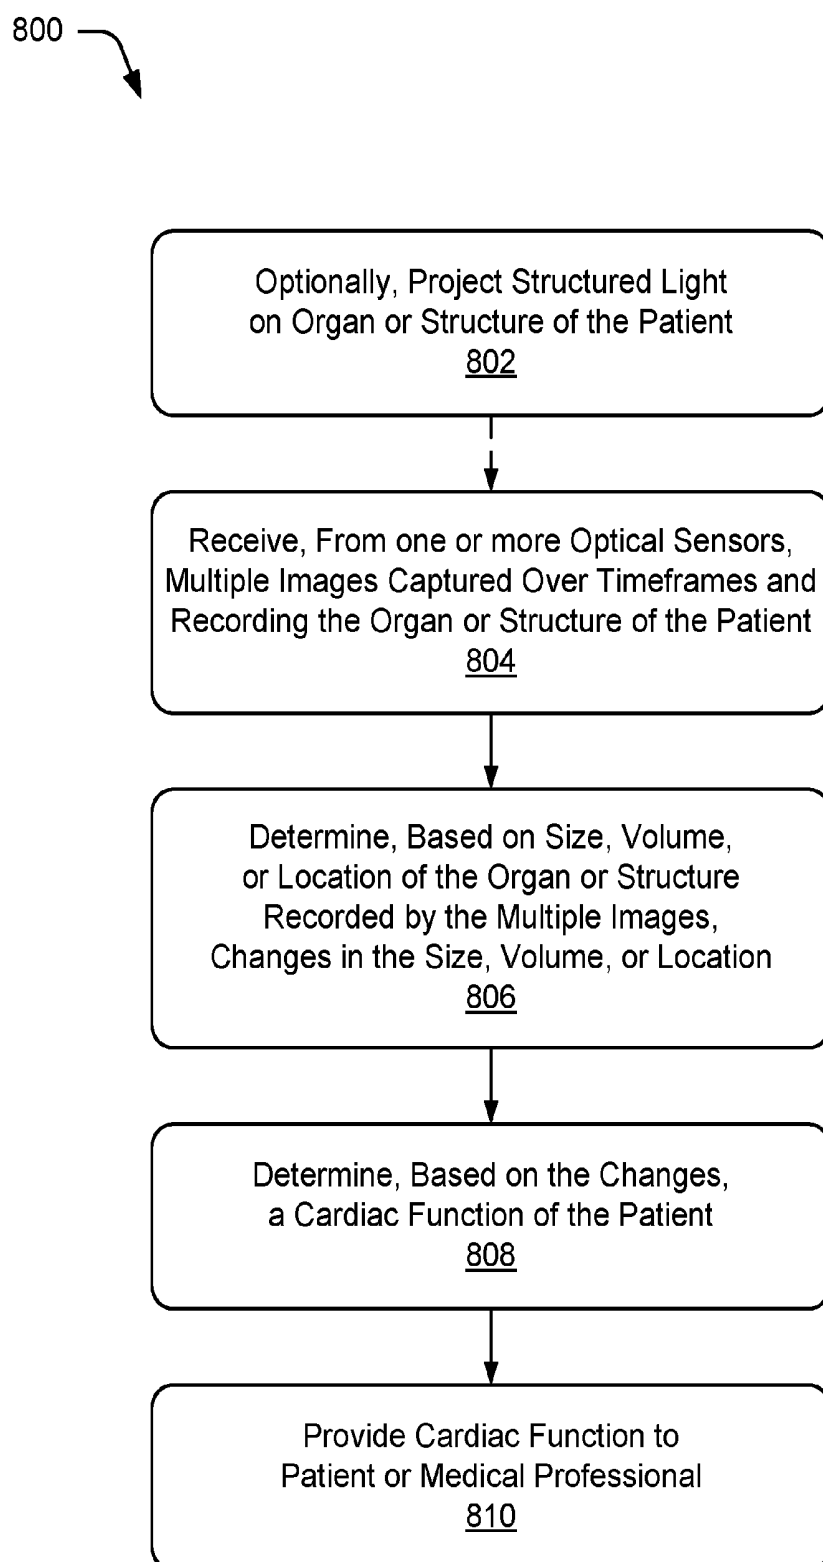 800
Optionally, Project Structured Light
on Organ or Structure of the Patient
802
Receive, From one or more Optical Sensors,
Multiple Images Captured Over Timeframes and
Recording the Organ or Structure of the Patient
804
Determine, Based on Size, Volume,
or Location of the Organ or Structure
Recorded by the Multiple Images,
Changes in the Size, Volume, or Location
806
Determine, Based on the Changes,
a Cardiac Function of the Patient
808
Provide Cardiac Function to
Patient or Medical Professional
810